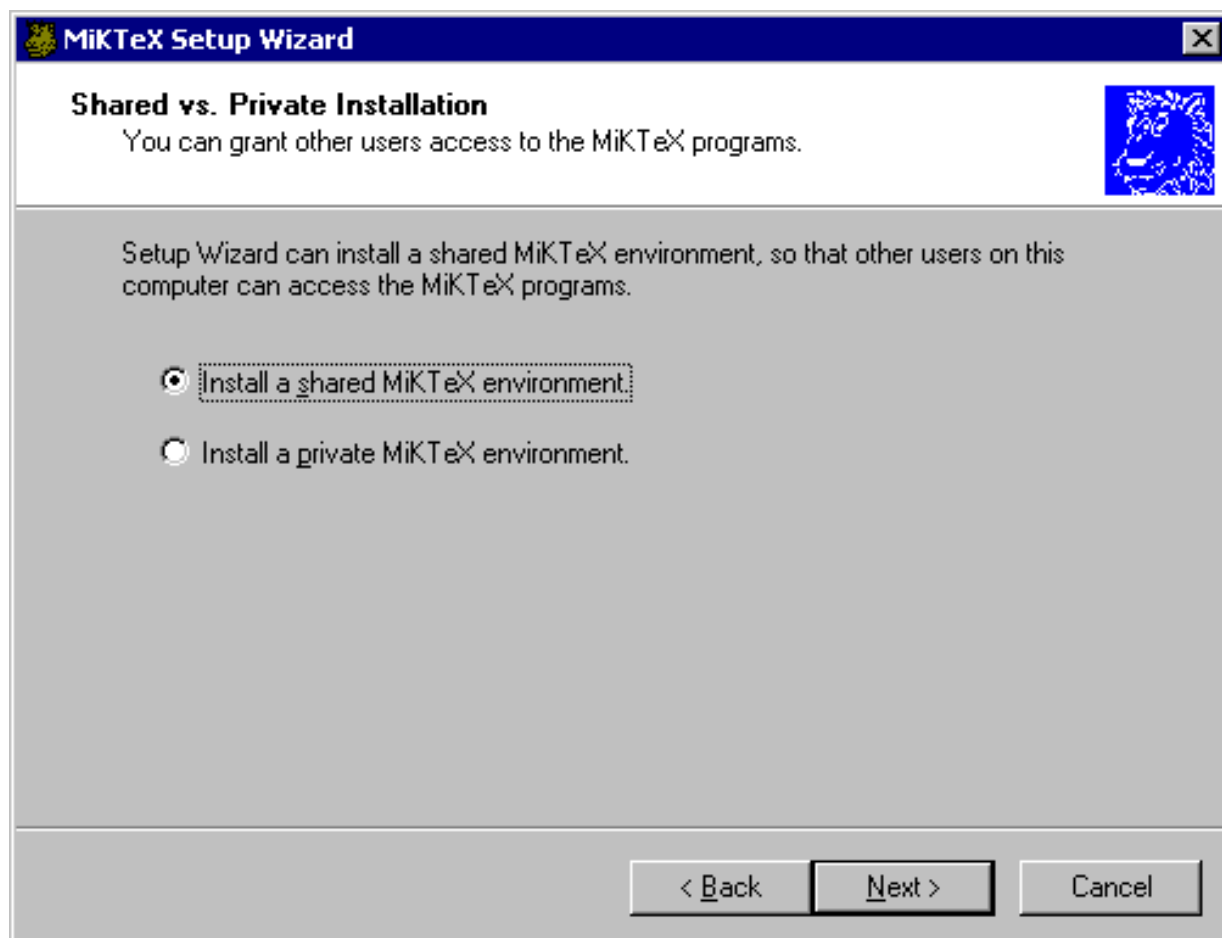 MiKTeX Setup Wizard
Shared vs. Private Installation
You can grant other users access to the MiKTeX programs.
Setup Wizard can install a shared MiKTeX environment, so that other users on this
computer can access the MiKTeX programs.
Install a shared MiKTeX environment.
Install a private MiKTeX environment.
< Back
Next >
Cancel